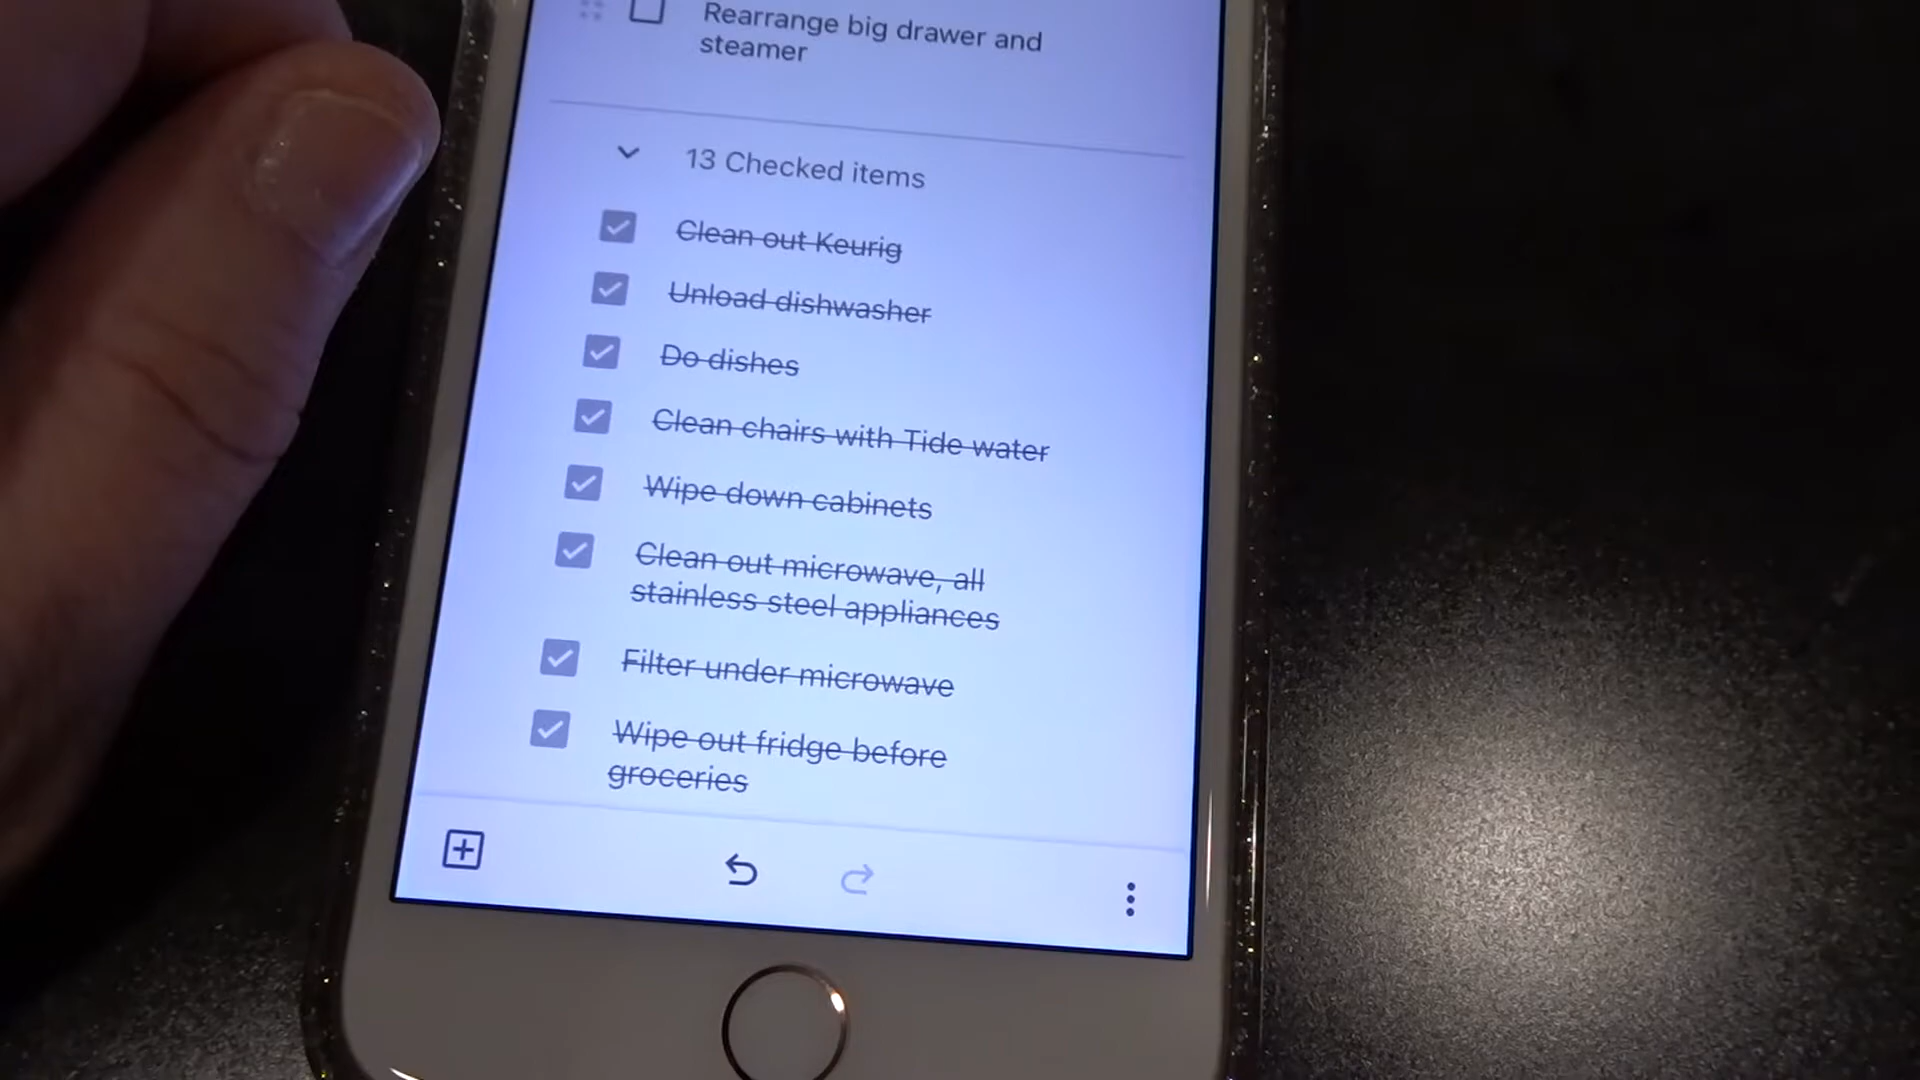 Rearrange big drawer and
steamer
13 Checked items
Clean out Keurig
Unload dishwasher
Do dishes
Clean chairs with Tide water
Wipe down cabinets
Clean out microwave, all
stainless steel appliances
Filter under microwave
Wipe out fridge before
groceries